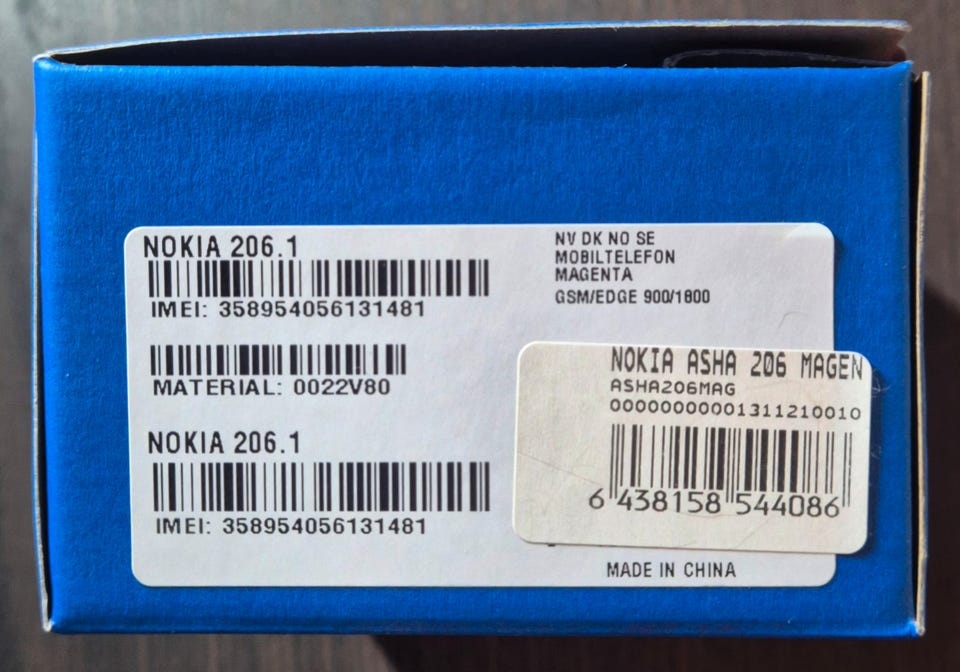 NOKIA 206.1
IMEI: 358954056131481
MATERIAL: 0022V80
NOKIA 206.1
IMEI: 358954056131481
NV DK NO SE
MOBILTELEFON
MAGENTA
GSM/EDGE 900/1800
NOKIA ASHA 206 MAGEN
ASHA206MAG
00000000001311210010
6 438158 544086
MADE IN CHINA